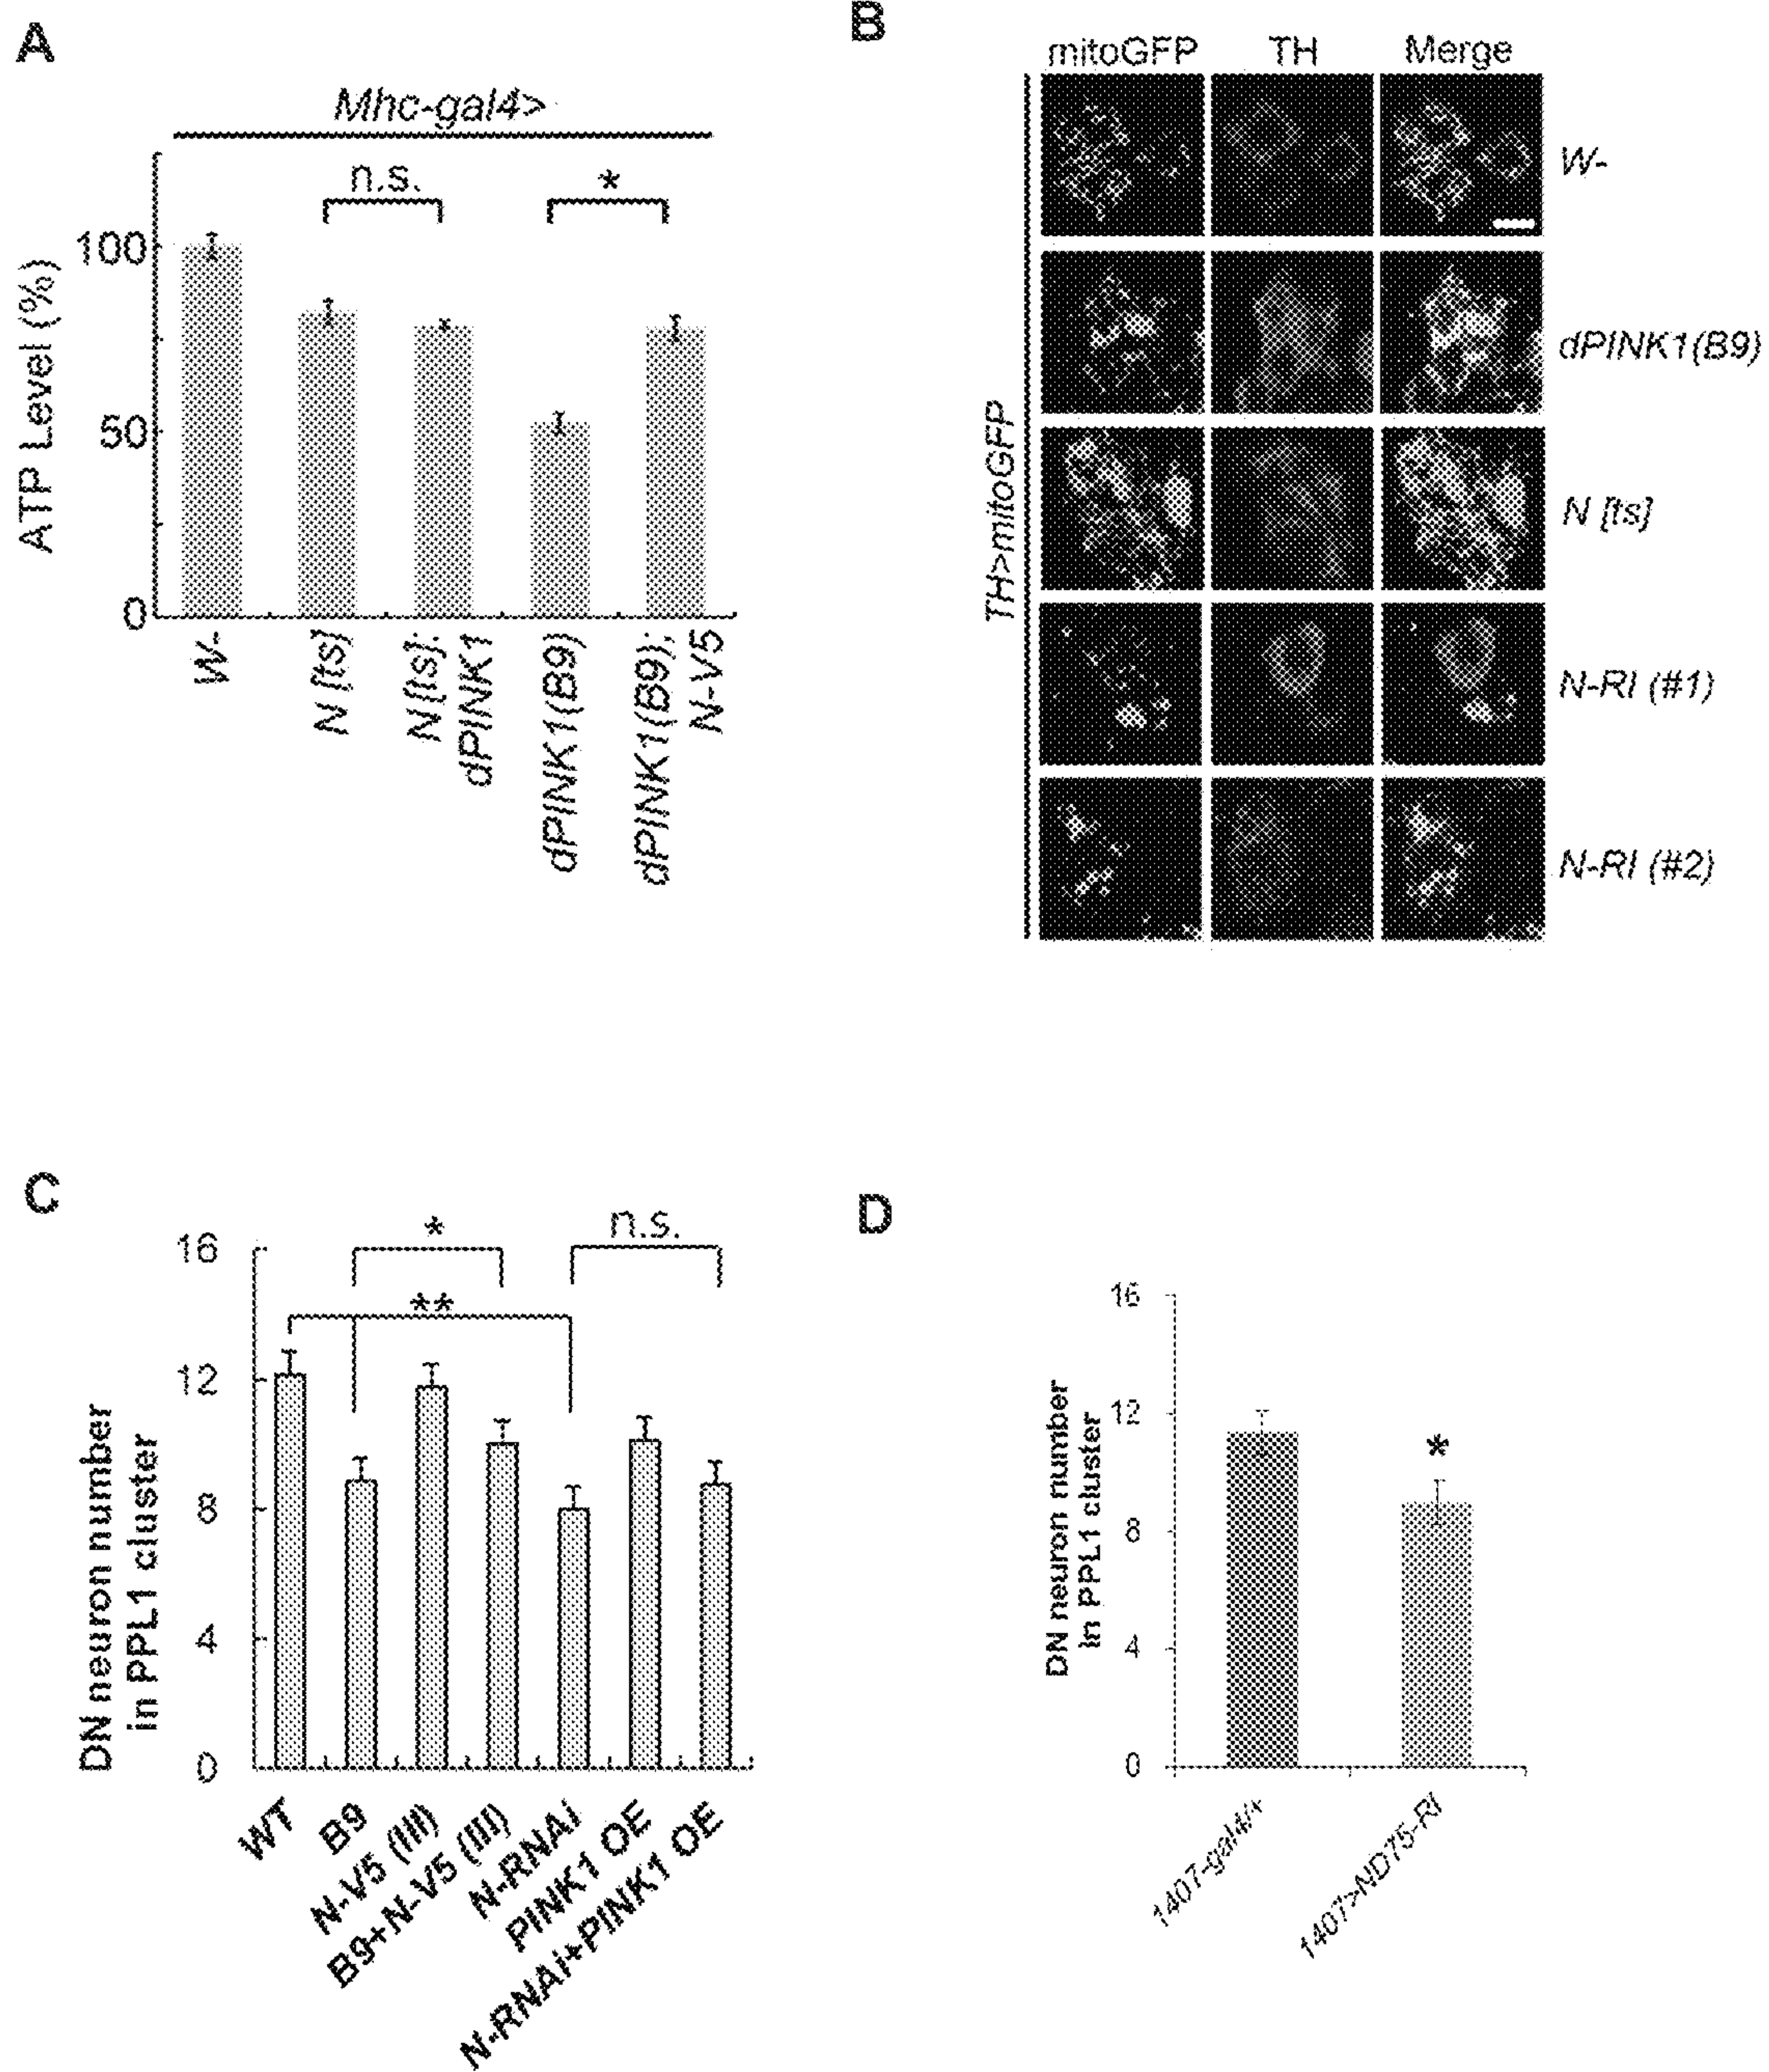 A
Mhc-gal4>
n.s.
*
ATP Level (%)
100
50
0
W-
N [ts]
N [ts];
dPINK1
dPINK1(B9)
dPINK1(B9);
N-V5
B
mitoGFP
TH
Merge
TH>mitoGFP
W-
dPINK1(B9)
N [ts]
N-RI (#1)
N-RI (#2)
C
*
n.s.
**
DN neuron number
in PPL1 cluster
16
12
8
4
0
WT
B9
N-V5 (III)
B9+N-V5 (III)
N-RNAi
PINK1 OE
N-RNAi+PINK1 OE
D
DN neuron number
in PPL1 cluster
16
12
8
4
0
*
1407-gal4/+
1407>ND75-RI